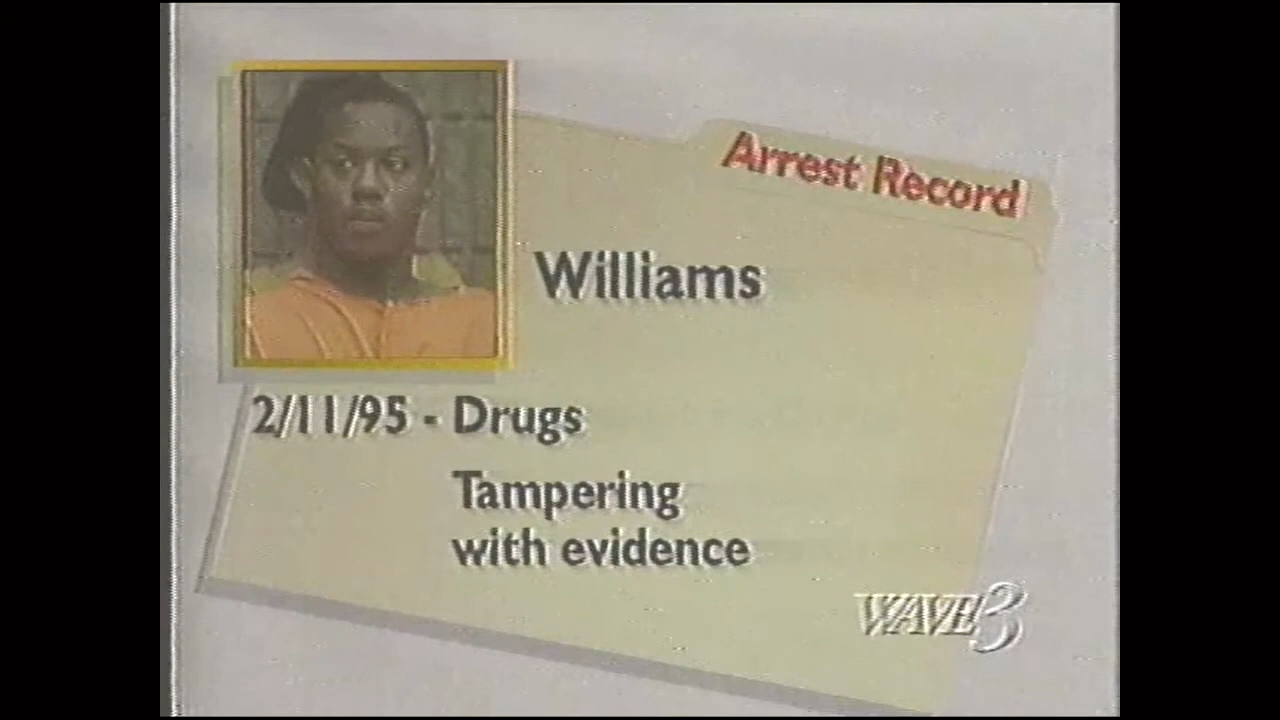 Arrest Record
Williams
2/11/95 - Drugs
Tampering
with evidence
WAVE 3